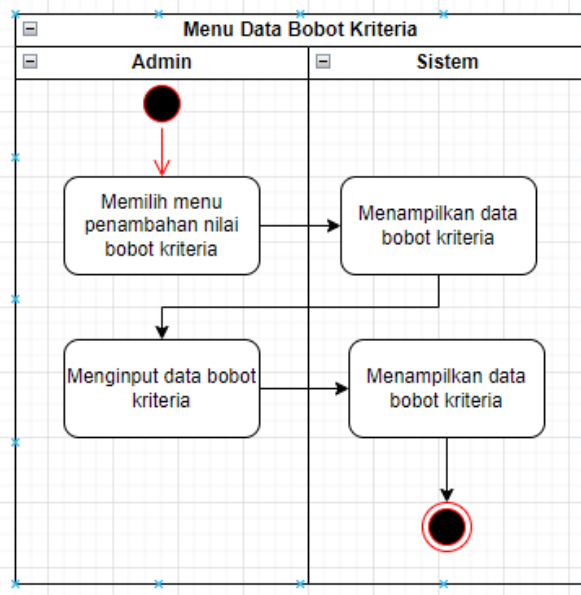 Menu Data Bobot Kriteria
Admin
Sistem
Memilih menu
penambahan nilai
bobot kriteria
Menampilkan data
bobot kriteria
Menginput data bobot
kriteria
Menampilkan data
bobot kriteria